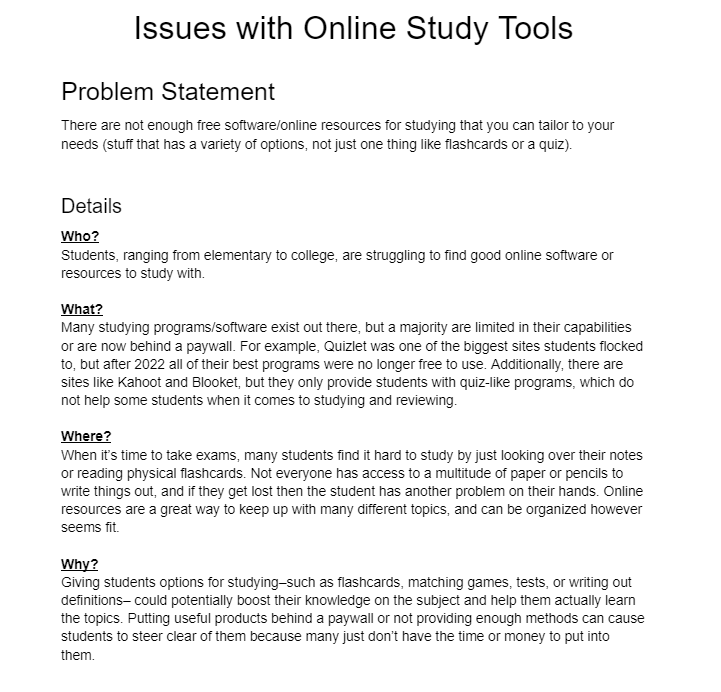 Issues with Online Study Tools
Problem Statement
There are not enough free software/online resources for studying that you can tailor to your
needs (stuff that has a variety of options, not just one thing like flashcards or a quiz).
Details
Who?
Students, ranging from elementary to college, are struggling to find good online software or
resources to study with.
What?
Many studying programs/software exist out there, but a majority are limited in their capabilities
or are now behind a paywall. For example, Quizlet was one of the biggest sites students flocked
to, but after 2022 all of their best programs were no longer free to use. Additionally, there are
sites like Kahoot and Blooket, but they only provide students with quiz-like programs, which do
not help some students when it comes to studying and reviewing.
Where?
When it's time to take exams, many students find it hard to study by just looking over their notes
or reading physical flashcards. Not everyone has access to a multitude of paper or pencils to
write things out, and if they get lost then the student has another problem on their hands. Online
resources are a great way to keep up with many different topics, and can be organized however
seems fit.
Why?
Giving students options for studying–such as flashcards, matching games, tests, or writing out
definitions– could potentially boost their knowledge on the subject and help them actually learn
the topics. Putting useful products behind a paywall or not providing enough methods can cause
students to steer clear of them because many just don't have the time or money to put into
them.